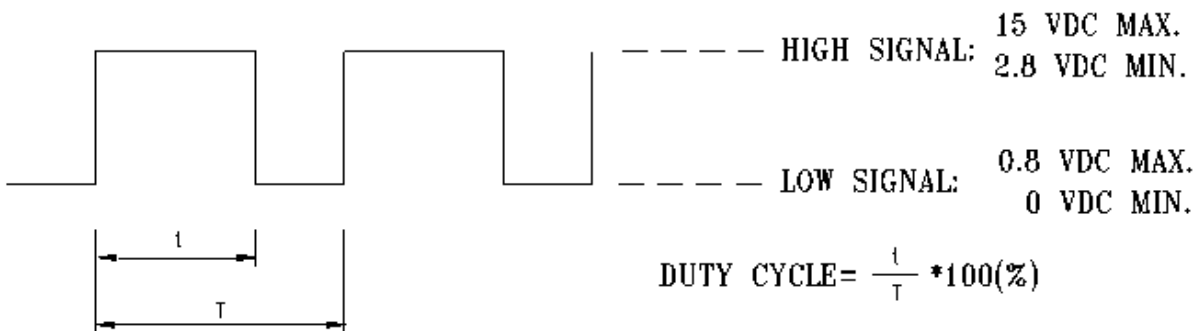 15 VDC MAX.
HIGH SIGNAL:
2.8 VDC MIN.
0.8 VDC MAX.
LOW SIGNAL:
0 VDC MIN.
t
DUTY CYCLE= t/T *100(%)
T